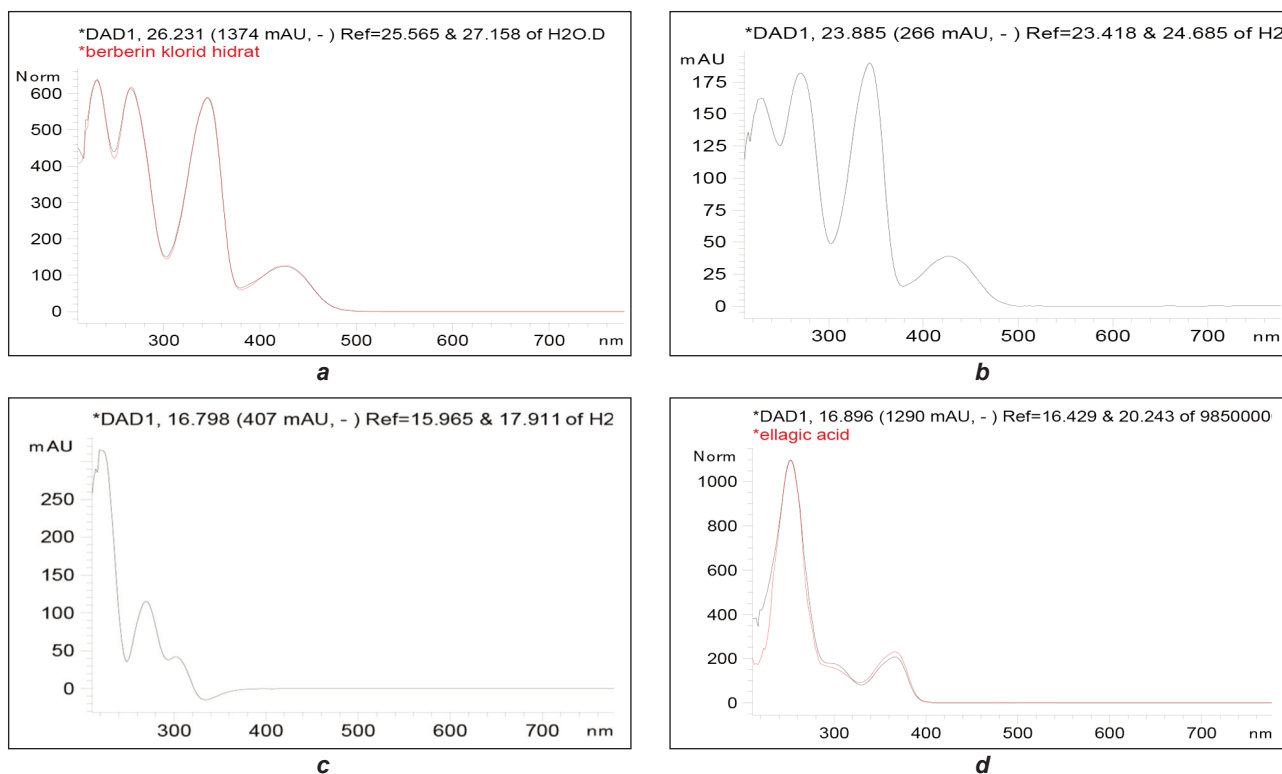 *DAD1, 26.231 (1374 mAU, - ) Ref=25.565 & 27.158 of H2O.D
*berberin klorid hidrat
Norm
600
500
400
300
200
100
0
300 400 500 600 700 nm
a
*DAD1, 23.885 (266 mAU, - ) Ref=23.418 & 24.685 of H2
mAU
175
150
125
100
75
50
25
0
300 400 500 600 700 nm
b
*DAD1, 16.798 (407 mAU, - ) Ref=15.965 & 17.911 of H2
mAU
250
200
150
100
50
0
300 400 500 600 700 nm
c
*DAD1, 16.896 (1290 mAU, - ) Ref=16.429 & 20.243 of 9850000
*ellagic acid
Norm
1000
800
600
400
200
0
300 400 500 600 700 nm
d